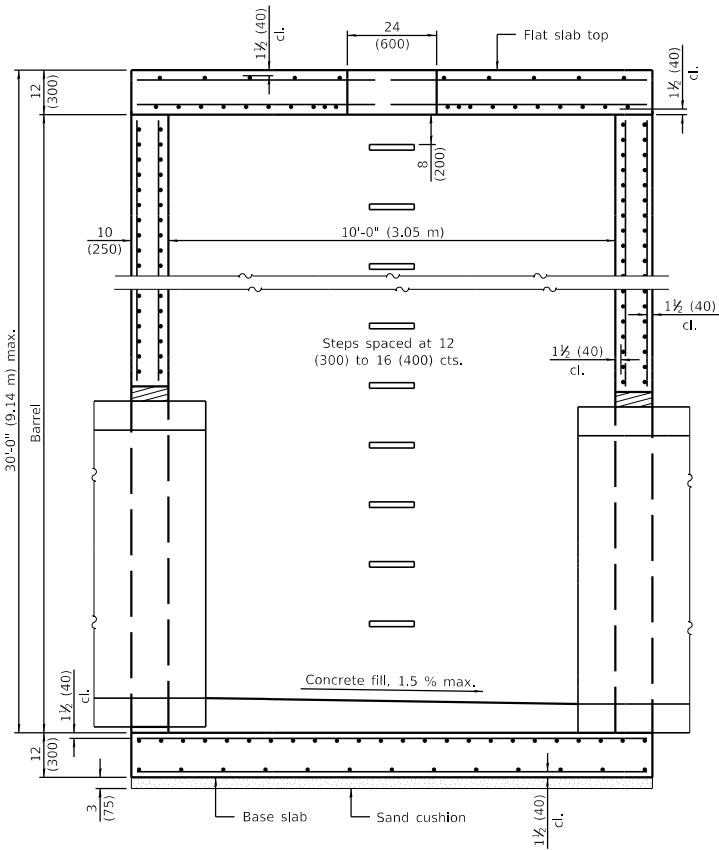 24
(600)
1½ (40)
cl.
Flat slab top
1½ (40)
cl.
12
(300)
8
(200)
10
(250)
10'-0" (3.05 m)
1½ (40)
cl.
Steps spaced at 12
(300) to 16 (400) cts.
1½ (40)
cl.
30'-0" (9.14 m) max.
Barrel
Concrete fill, 1.5 % max.
1½ (40)
cl.
12
(300)
3
(75)
Base slab
Sand cushion
1½ (40)
cl.